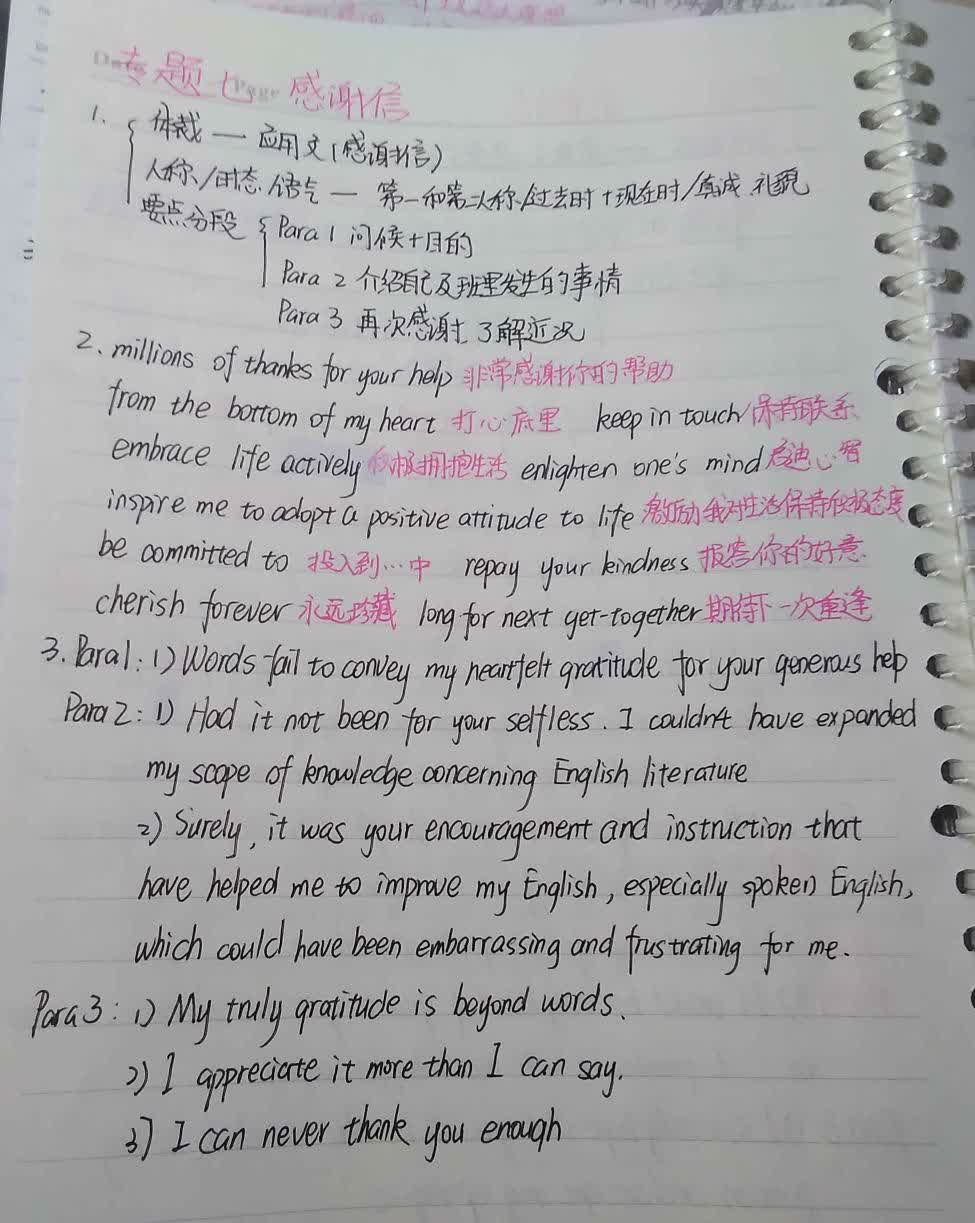 专题七 感谢信
1. 体裁 — 应用文(感谢信)
人称/时态/语气 — 第一和第二人称/过去时+现在时/真诚 礼貌
要点分段 Para 1 问候+目的
Para 2 介绍自己及班里发生的事情
Para 3 再次感谢 了解近况
2. millions of thanks for your help 非常感谢你的帮助
from the bottom of my heart 打心底里 keep in touch 保持联系
embrace life actively 积极拥抱生活 enlighten one's mind 启迪心智
inspire me to adopt a positive attitude to life 激励我对生活保持积极态度
be committed to 投入到…中 repay your kindness 报答你的好意.
cherish forever 永远珍藏 long for next get-together 期待下一次重逢
3. Para1: 1) Words fail to convey my heartfelt gratitude for your generous help
Para 2: 1) Had it not been for your selfless. I couldn't have expanded
my scope of knowledge concerning English literature
2) Surely, it was your encouragement and instruction that
have helped me to improve my English, especially spoken English,
which could have been embarrassing and frustrating for me.
Para 3: 1) My truly gratitude is beyond words.
2) I appreciate it more than I can say.
3) I can never thank you enough